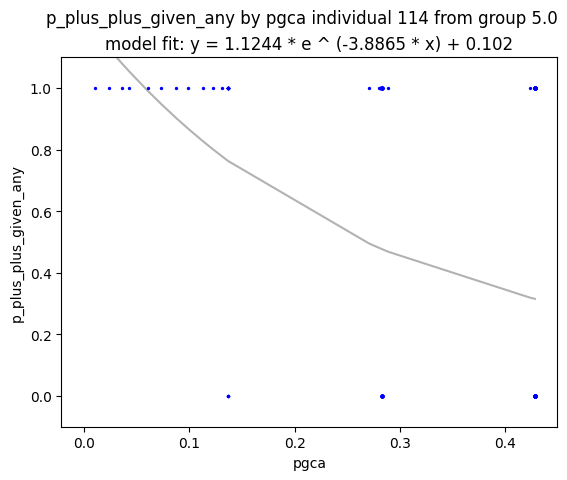 p_plus_plus_given_any by pgca individual 114 from group 5.0
model fit: y = 1.1244 * e ^ (-3.8865 * x) + 0.102
1.0
0.8
0.6
0.4
0.2
0.0
p_plus_plus_given_any
0.0 0.1 0.2 0.3 0.4
pgca